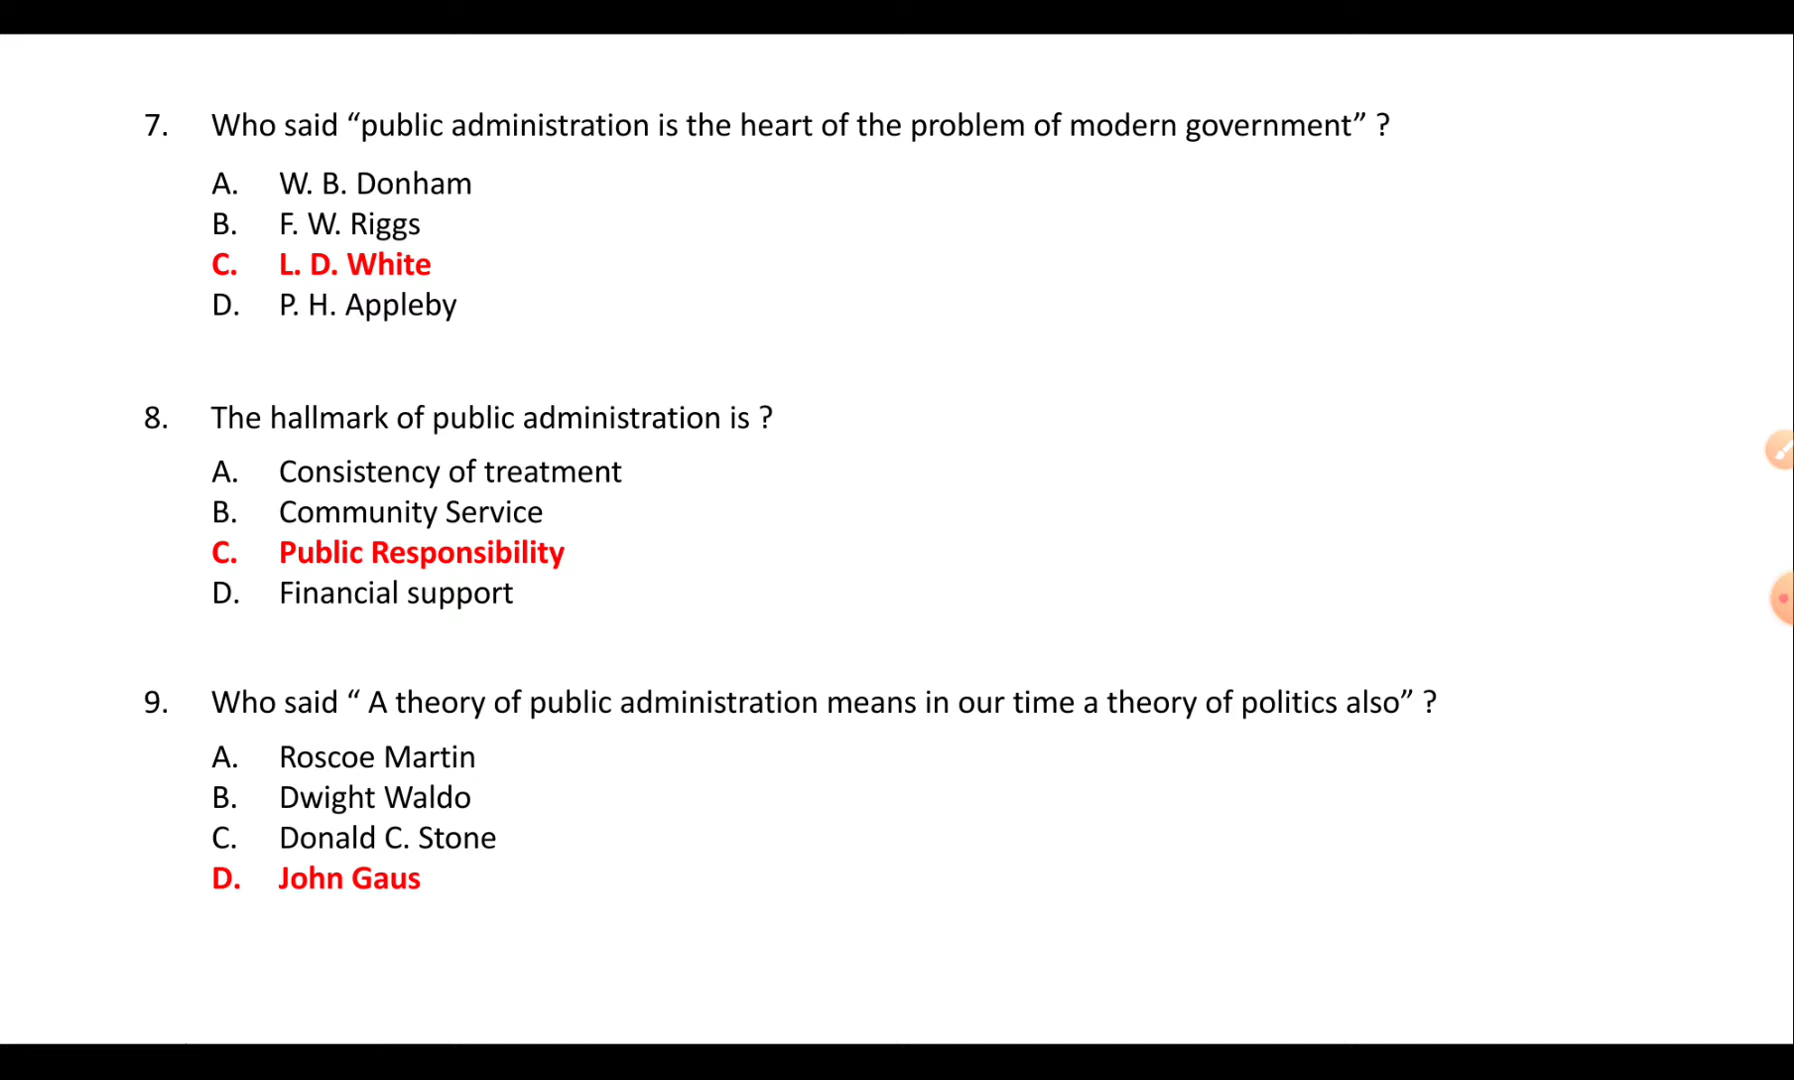 7. Who said “public administration is the heart of the problem of modern government” ?
A. W. B. Donham
B. F. W. Riggs
C. L. D. White
D. P. H. Appleby
8. The hallmark of public administration is ?
A. Consistency of treatment
B. Community Service
C. Public Responsibility
D. Financial support
9. Who said “ A theory of public administration means in our time a theory of politics also” ?
A. Roscoe Martin
B. Dwight Waldo
C. Donald C. Stone
D. John Gaus